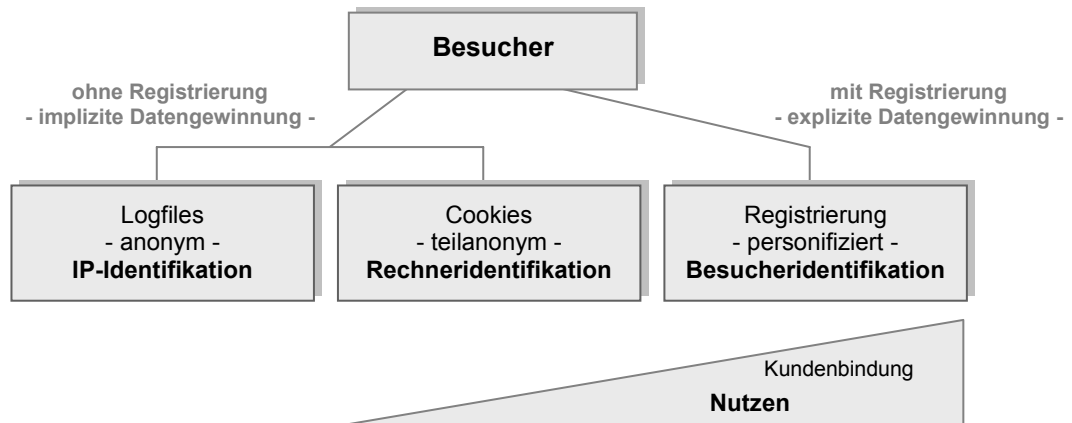 Besucher
ohne Registrierung
- implizite Datengewinnung -
mit Registrierung
- explizite Datengewinnung -
Logfiles
- anonym -
IP-Identifikation
Cookies
- teilanonym -
Rechneridentifikation
Registrierung
- personifiziert -
Besucheridentifikation
Kundenbindung
Nutzen